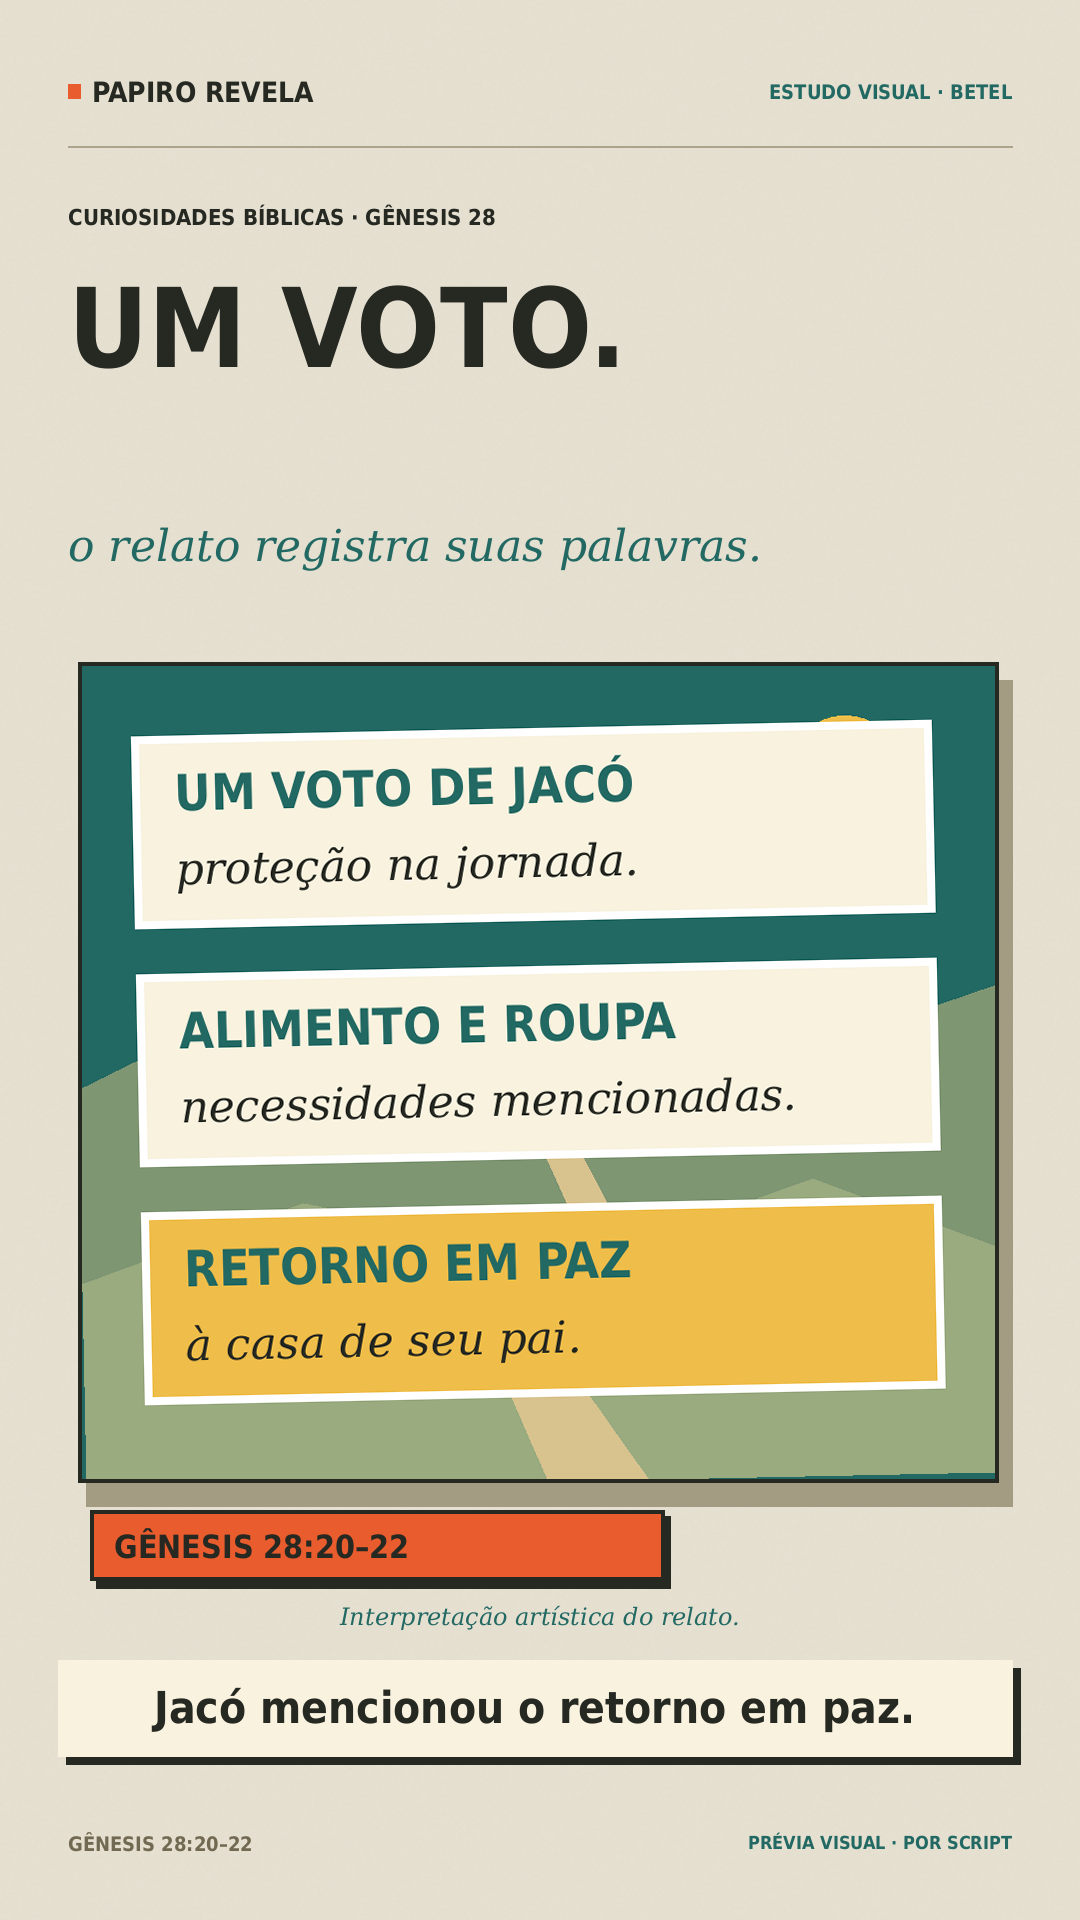 PAPIRO REVELA
ESTUDO VISUAL · BETEL
CURIOSIDADES BÍBLICAS · GÊNESIS 28
UM VOTO.
o relato registra suas palavras.
UM VOTO DE JACÓ
proteção na jornada.
ALIMENTO E ROUPA
necessidades mencionadas.
RETORNO EM PAZ
à casa de seu pai.
GÊNESIS 28:20–22
Interpretação artística do relato.
Jacó mencionou o retorno em paz.
GÊNESIS 28:20–22
PRÉVIA VISUAL · POR SCRIPT